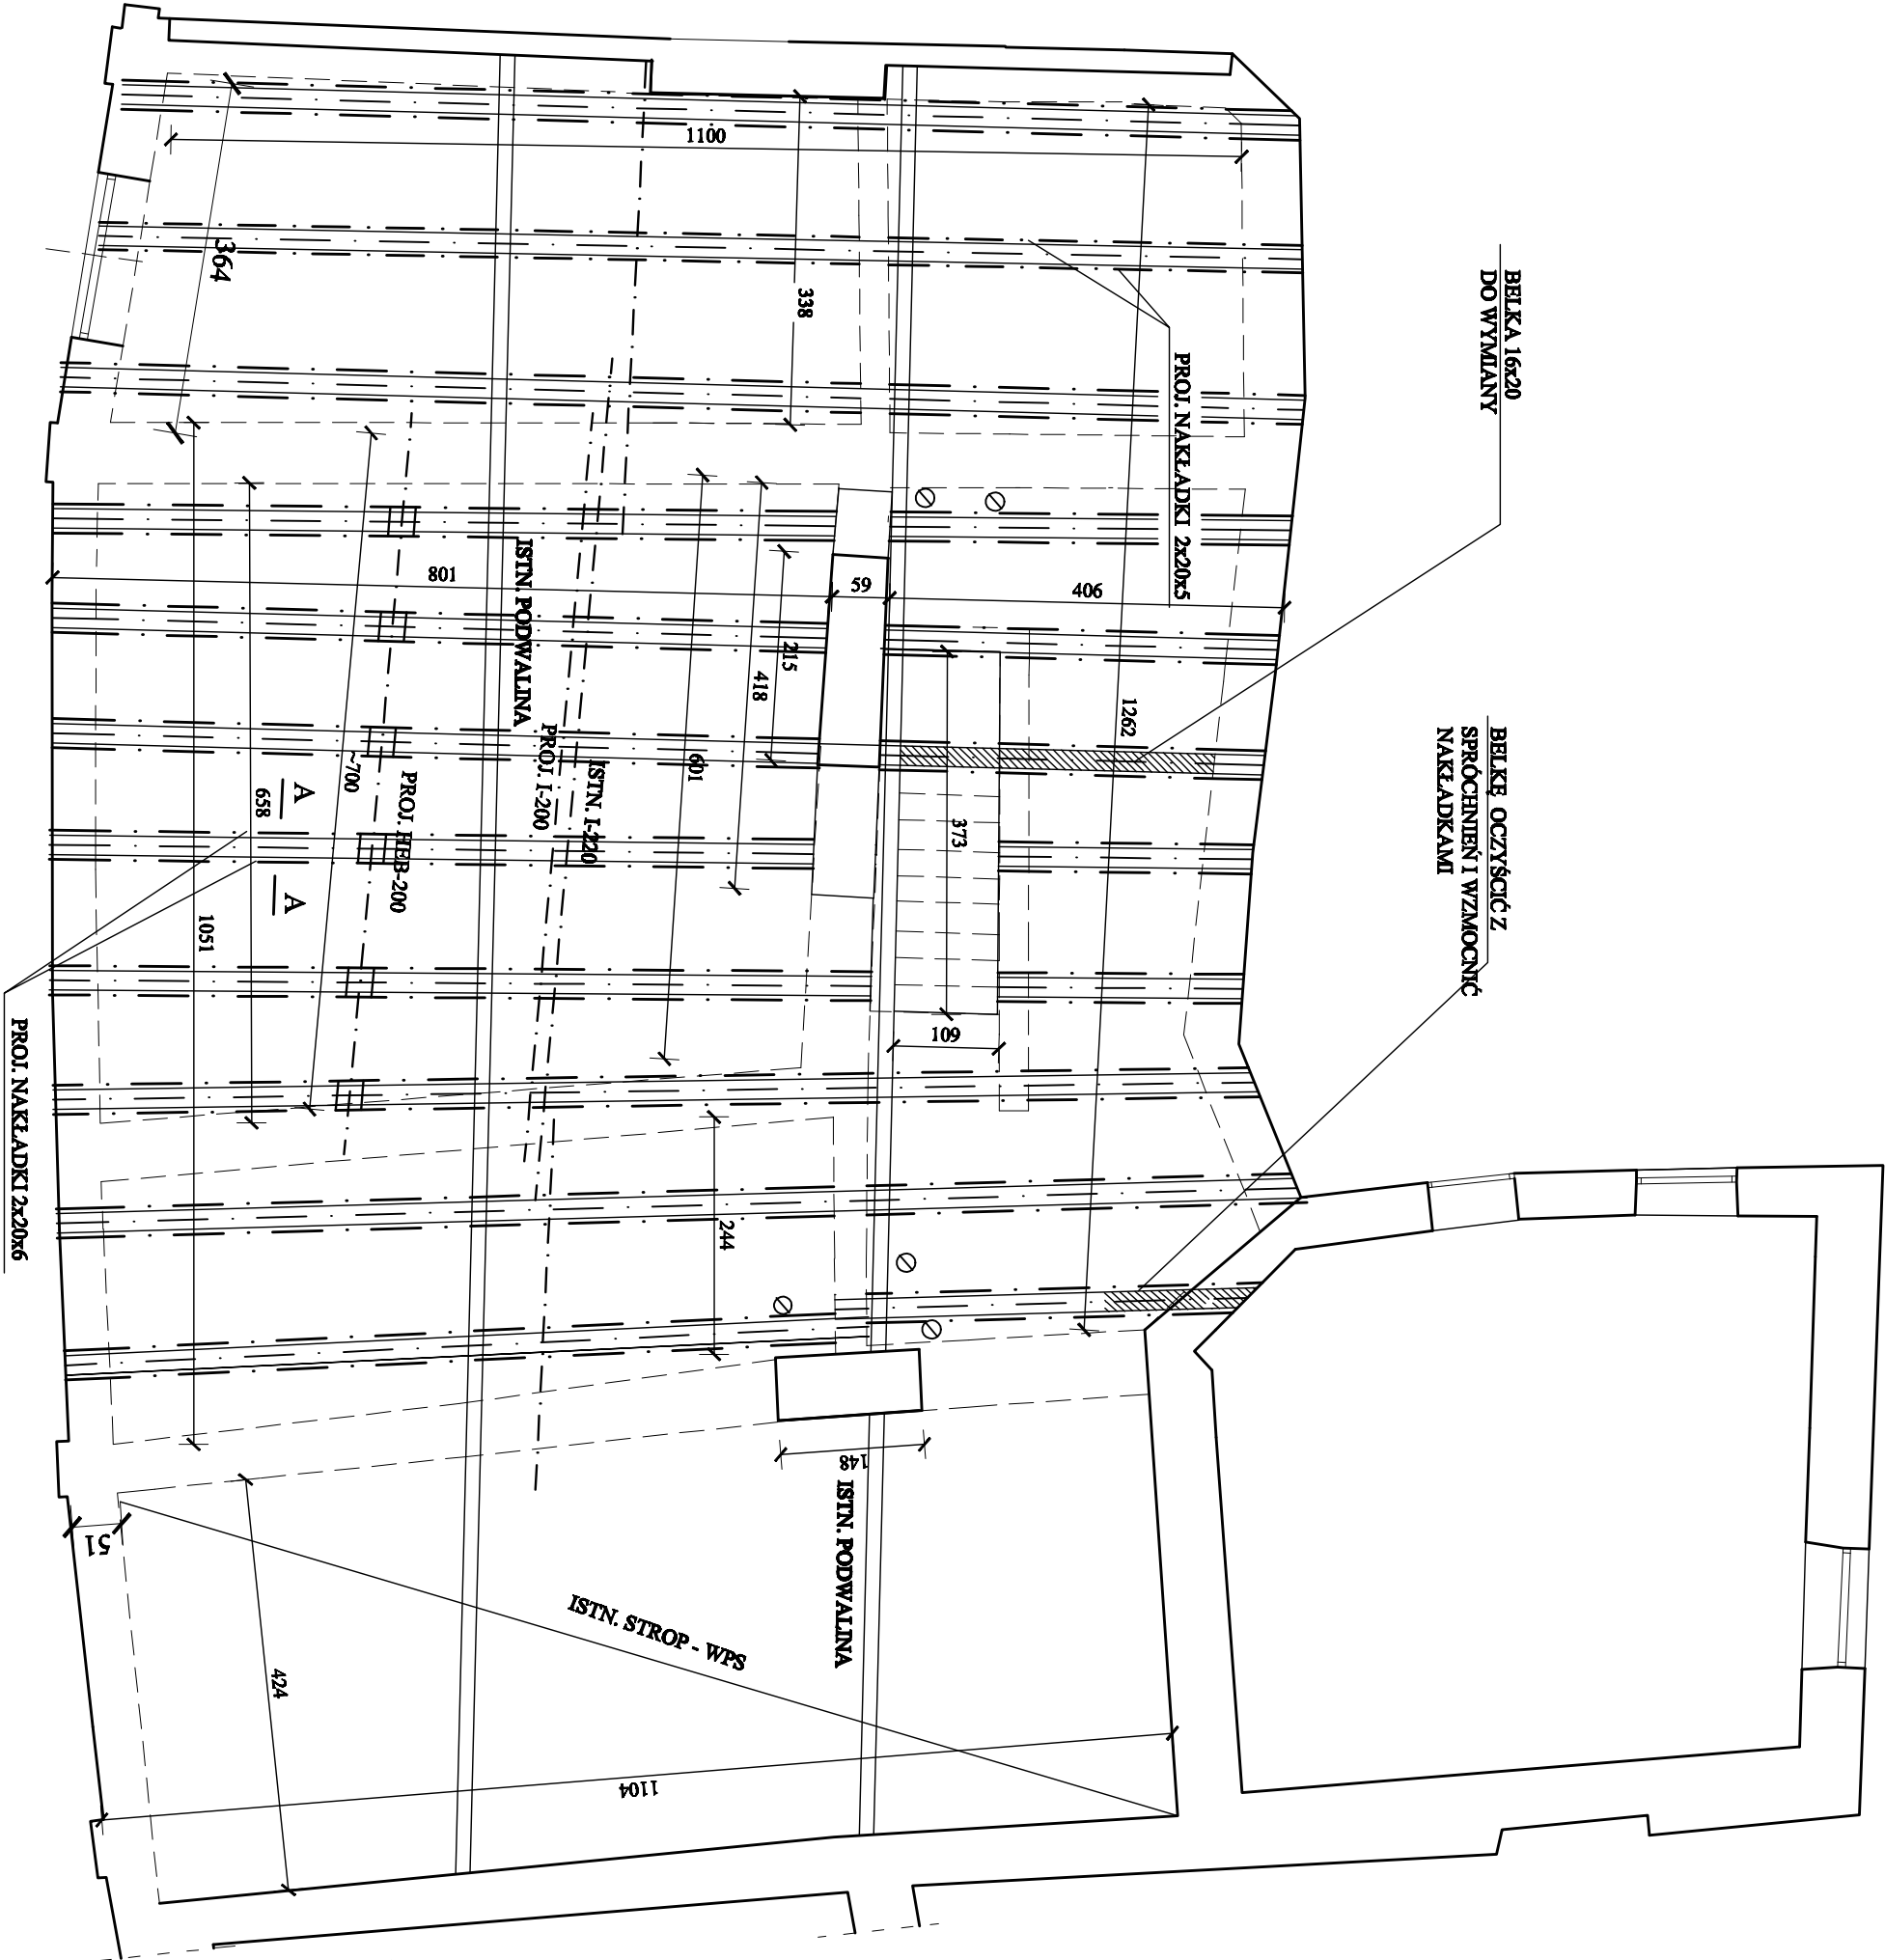 BELKA 16x20
DO WYMIANY
BELKĘ OCZYŚCIĆ Z
SPRÓCHNIEŃ I WZMOCNIĆ
NAKŁADKAMI
PROJ. NAKŁADKI 2x20x5
1100
338
364
1262
801
59
406
215
418
601
373
109
ISTN. PODWALINA
PROJ. I-200
ISTN. I-220
PROJ. HEB-200
~700
658
1051
A
A
PROJ. NAKŁADKI 2x20x6
244
148
ISTN. PODWALINA
51
ISTN. STROP - WPS
424
1104